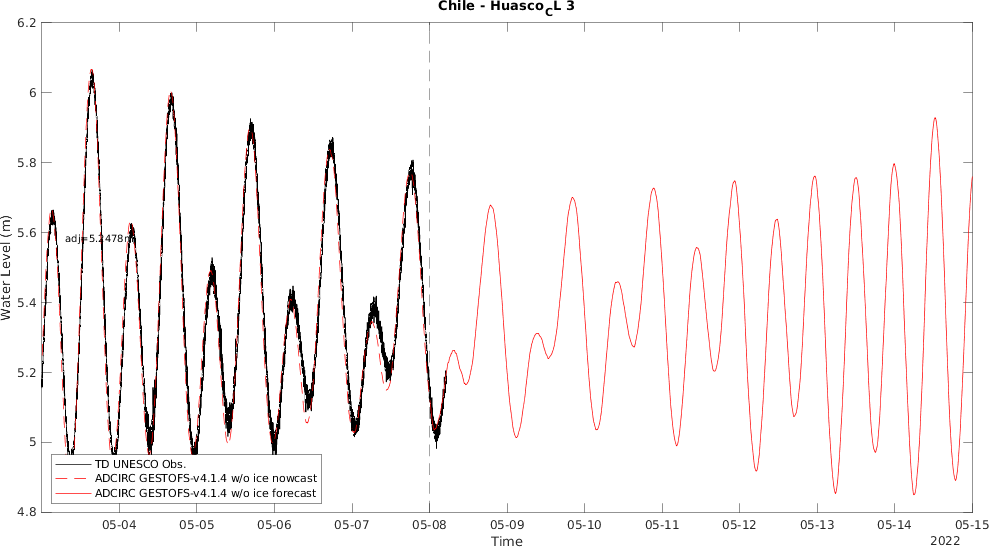 Chile - Huasco_CL 3
6.2
6
5.8
5.6
5.4
5.2
5
4.8
Water Level (m)
adj=5.2478m
TD UNESCO Obs.
ADCIRC GESTOFS-v4.1.4 w/o ice nowcast
ADCIRC GESTOFS-v4.1.4 w/o ice forecast
05-04 05-05 05-06 05-07 05-08 05-09 05-10 05-11 05-12 05-13 05-14 05-15
Time
2022